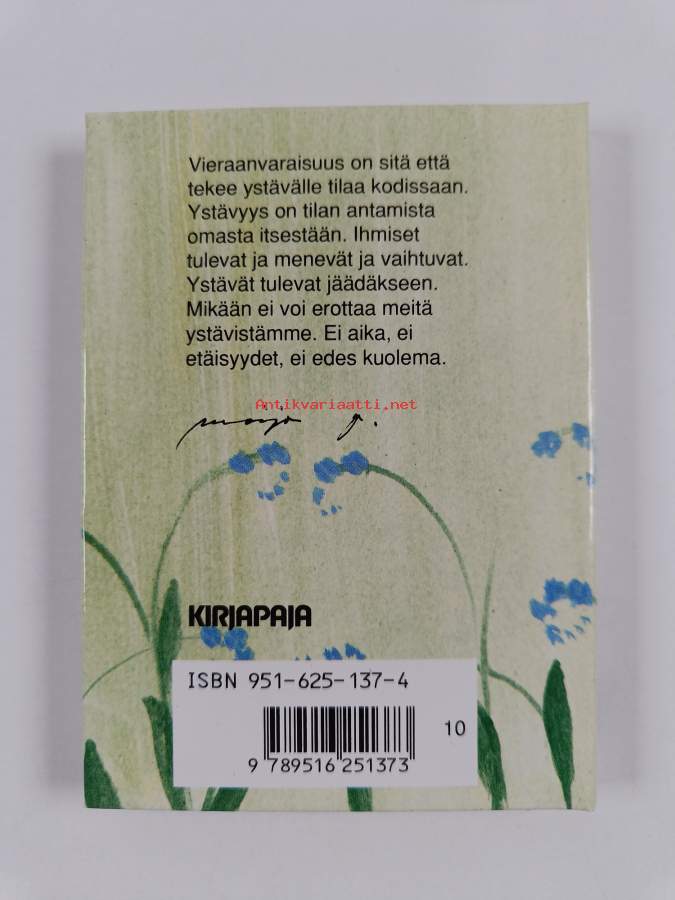 Vieraanvaraisuus on sitä että
tekee ystävälle tilaa kodissaan.
Ystävyys on tilan antamista
omasta itsestään. Ihmiset
tulevat ja menevät ja vaihtuvat.
Ystävät tulevat jäädäkseen.
Mikään ei voi erottaa meitä
ystävistämme. Ei aika, ei
etäisyydet, ei edes kuolema.
Antikvariaatti.net
KIRJAPAJA
ISBN 951-625-137-4
10
9 789516 251373